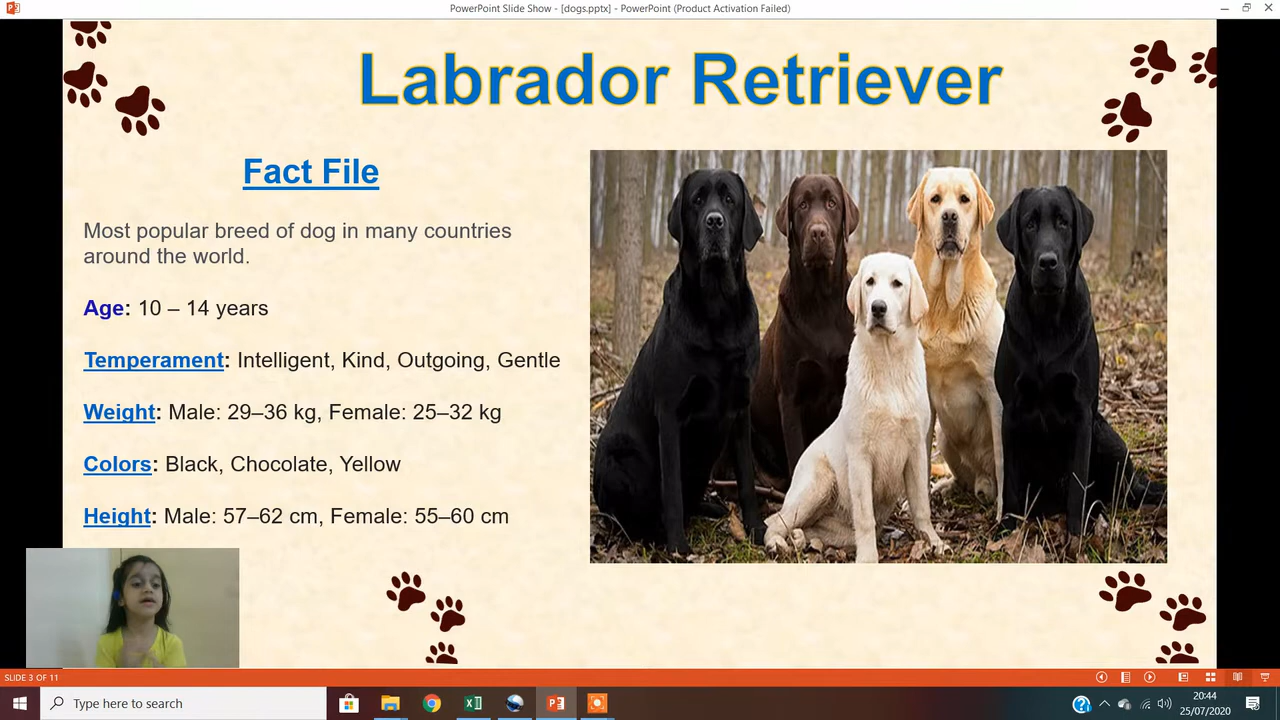 PowerPoint Slide Show - [dogs.pptx] - PowerPoint (Product Activation Failed)
Labrador Retriever
Fact File
Most popular breed of dog in many countries
around the world.
Age: 10 – 14 years
Temperament: Intelligent, Kind, Outgoing, Gentle
Weight: Male: 29–36 kg, Female: 25–32 kg
Colors: Black, Chocolate, Yellow
Height: Male: 57–62 cm, Female: 55–60 cm
SLIDE 3 OF 11
Type here to search
20:44
25/07/2020